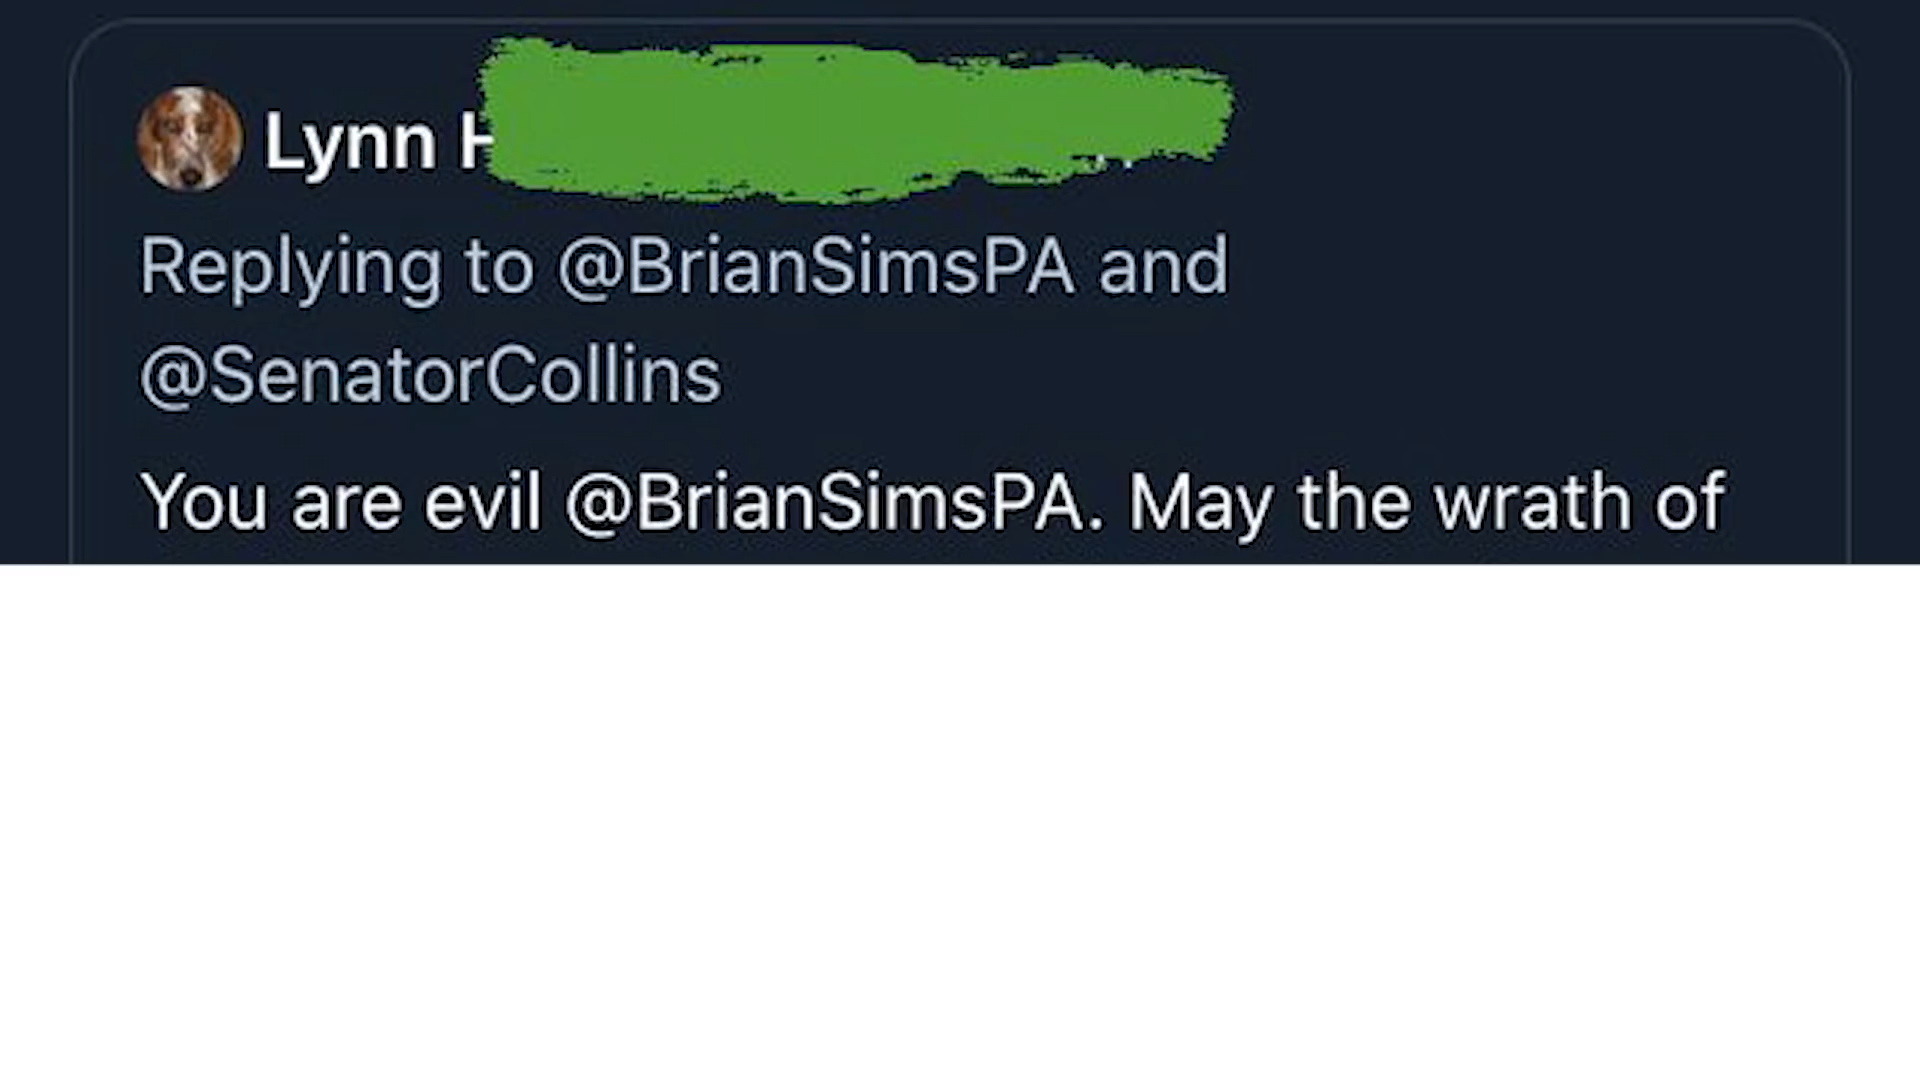 Lynn H
Replying to @BrianSimsPA and
@SenatorCollins
You are evil @BrianSimsPA. May the wrath of